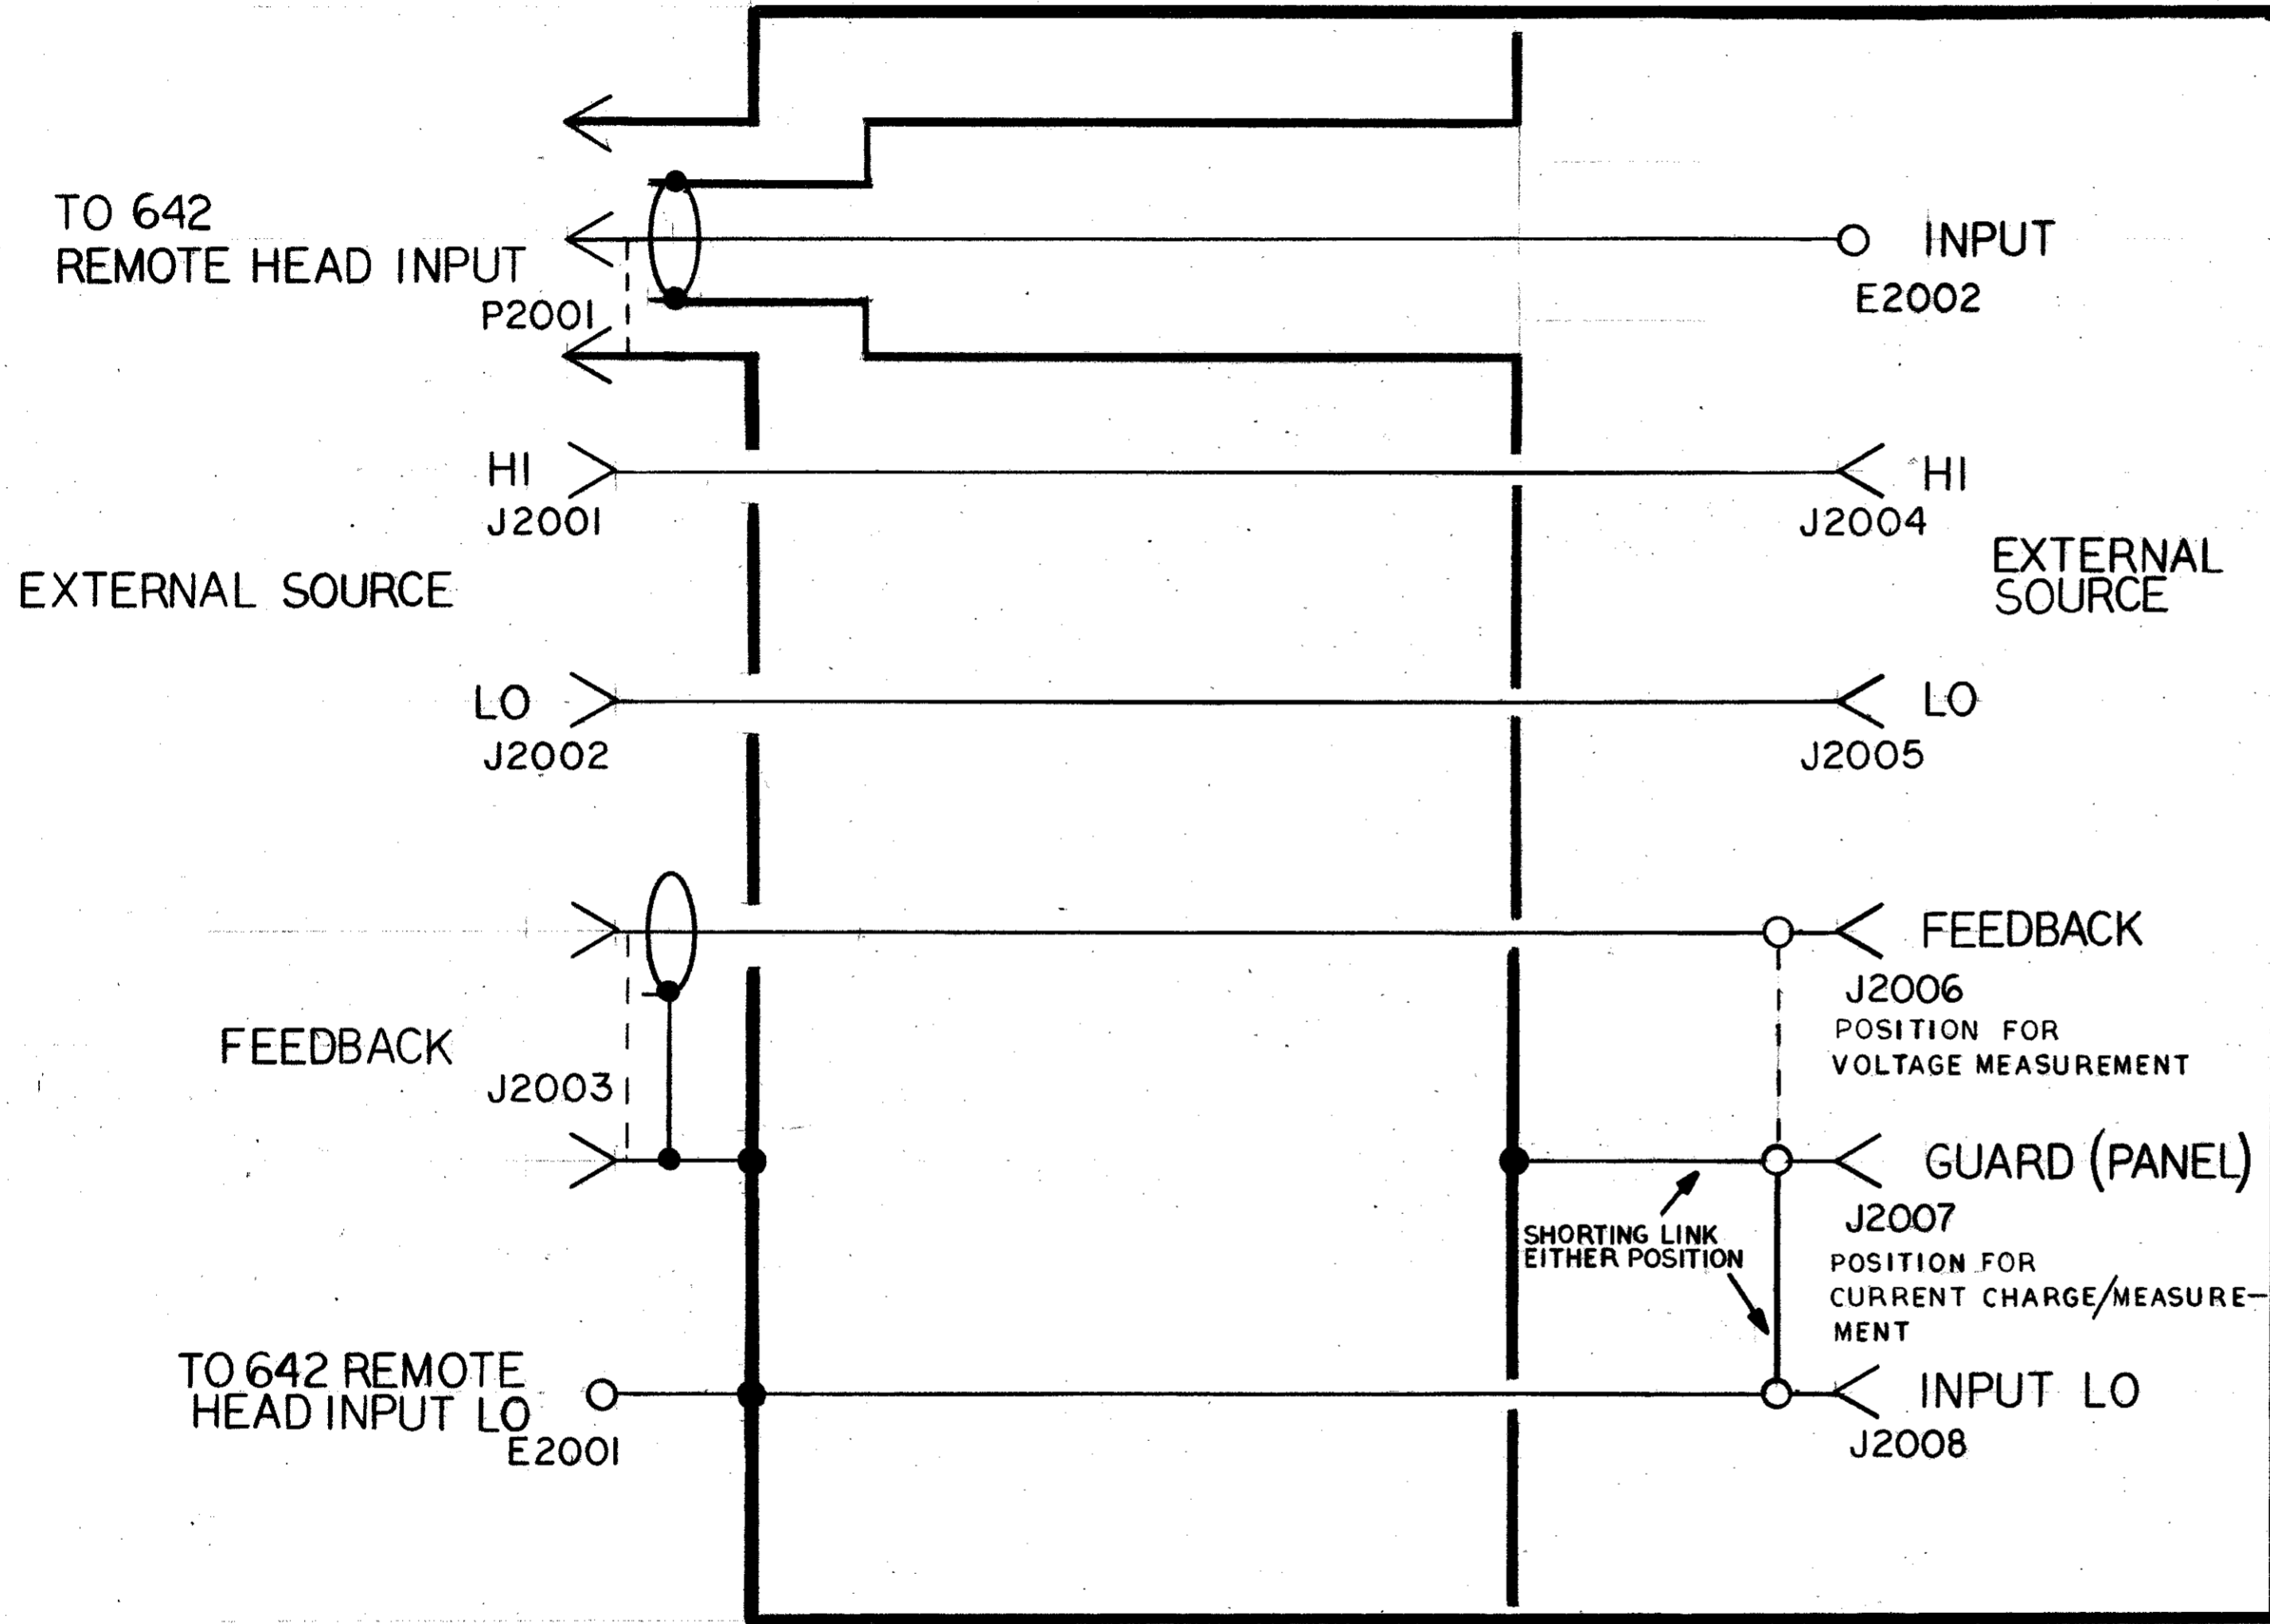 TO 642
REMOTE HEAD INPUT
P2001
INPUT
E2002
HI
J2001
HI
J2004
EXTERNAL SOURCE
EXTERNAL
SOURCE
LO
J2002
LO
J2005
FEEDBACK
J2006
POSITION FOR
VOLTAGE MEASUREMENT
FEEDBACK
J2003
GUARD (PANEL)
J2007
SHORTING LINK
EITHER POSITION
POSITION FOR
CURRENT CHARGE/MEASURE-
MENT
TO 642 REMOTE
HEAD INPUT LO
E2001
INPUT LO
J2008